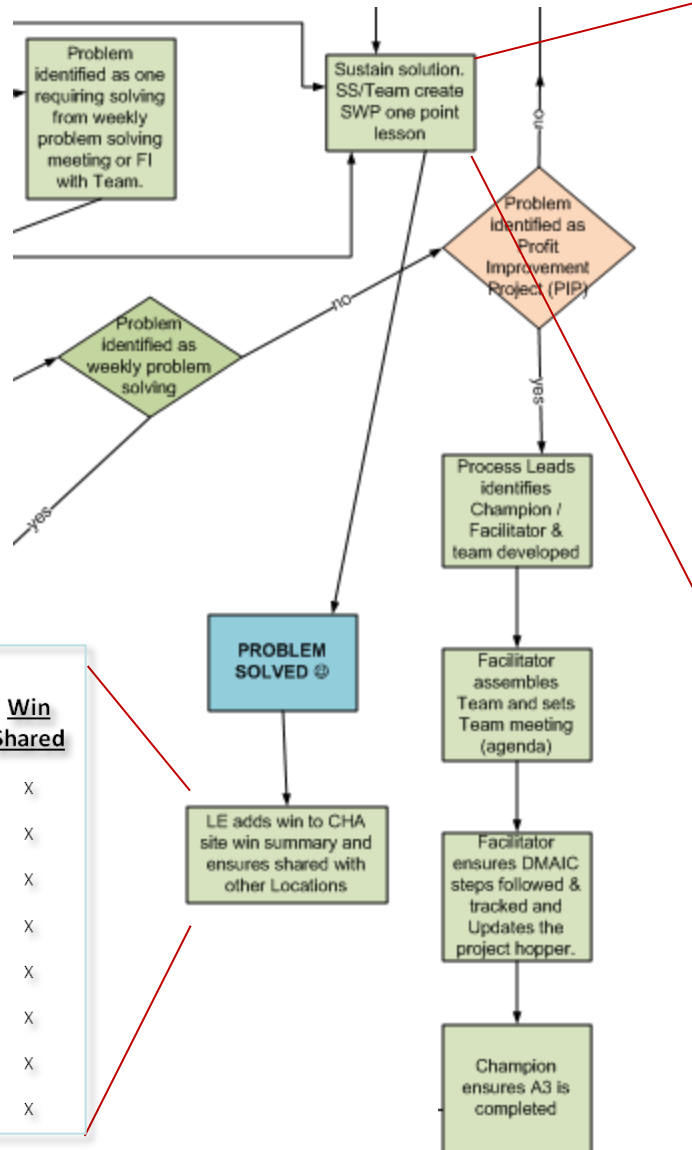 Problem
identified as one
requiring solving
from weekly
problem solving
meeting or FI
with Team.
Sustain solution.
SS/Team create
SWP one point
lesson
no
Problem
identified as
Profit
Improvement
Project (PIP)
no
Problem
identified as
weekly problem
solving
yes
yes
Process Leads
identifies
Champion /
Facilitator &
team developed
PROBLEM
SOLVED ☺
Facilitator
assembles
Team and sets
Team meeting
(agenda)
Win
Shared
X
X
X
X
X
X
X
X
LE adds win to CHA
site win summary and
ensures shared with
other Locations
Facilitator
ensures DMAIC
steps followed &
tracked and
Updates the
project hopper.
Champion
ensures A3 is
completed